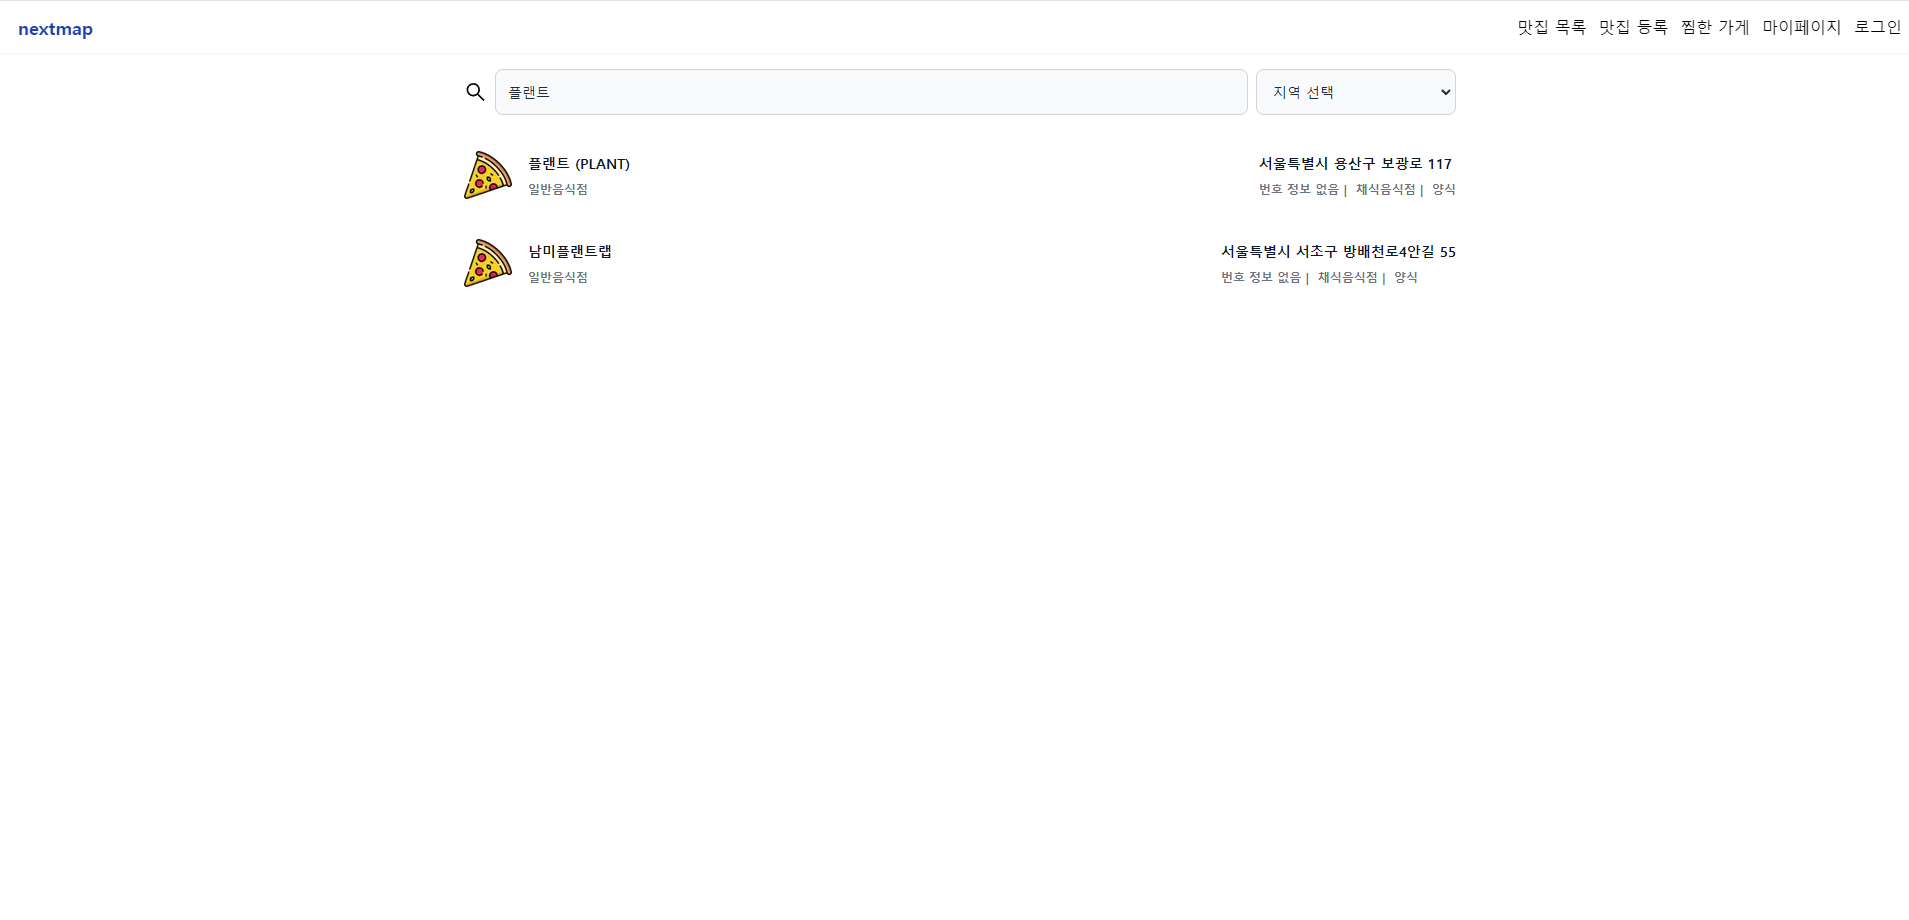 nextmap
맛집 목록 맛집 등록 찜한 가게 마이페이지 로그인
플랜트
지역 선택
플랜트 (PLANT)
일반음식점
서울특별시 용산구 보광로 117
번호 정보 없음 | 채식음식점 | 양식
남미플랜트랩
일반음식점
서울특별시 서초구 방배천로4안길 55
번호 정보 없음 | 채식음식점 | 양식